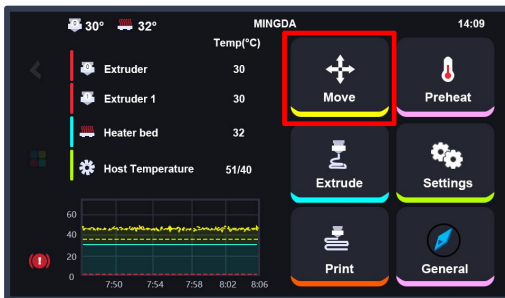 30° 32° MINGDA 14:09
Temp(°C)
Extruder 30
Extruder 1 30
Heater bed 32
Host Temperature 51/40
Move
Preheat
Extrude
Settings
Print
General
60
40
20
0
7:50 7:54 7:58 8:02 8:06